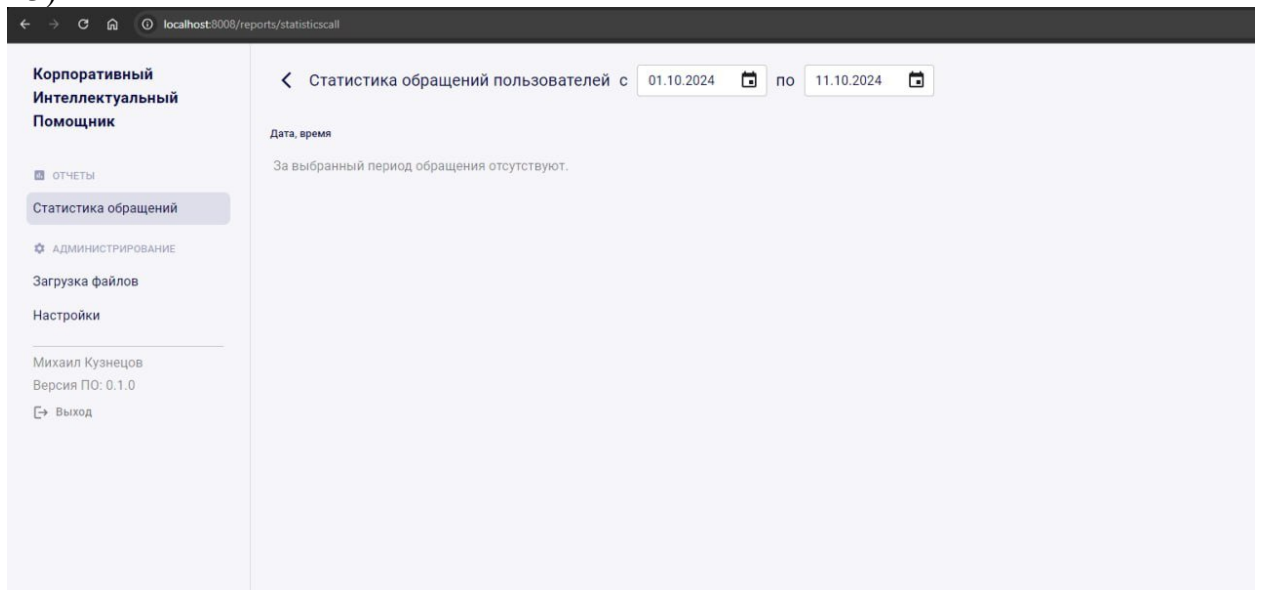 localhost:8008/reports/statisticscall
Корпоративный
Интеллектуальный
Помощник
ОТЧЕТЫ
Статистика обращений
АДМИНИСТРИРОВАНИЕ
Загрузка файлов
Настройки
Михаил Кузнецов
Версия ПО: 0.1.0
Выход
Статистика обращений пользователей с 01.10.2024 по 11.10.2024
Дата, время
За выбранный период обращения отсутствуют.